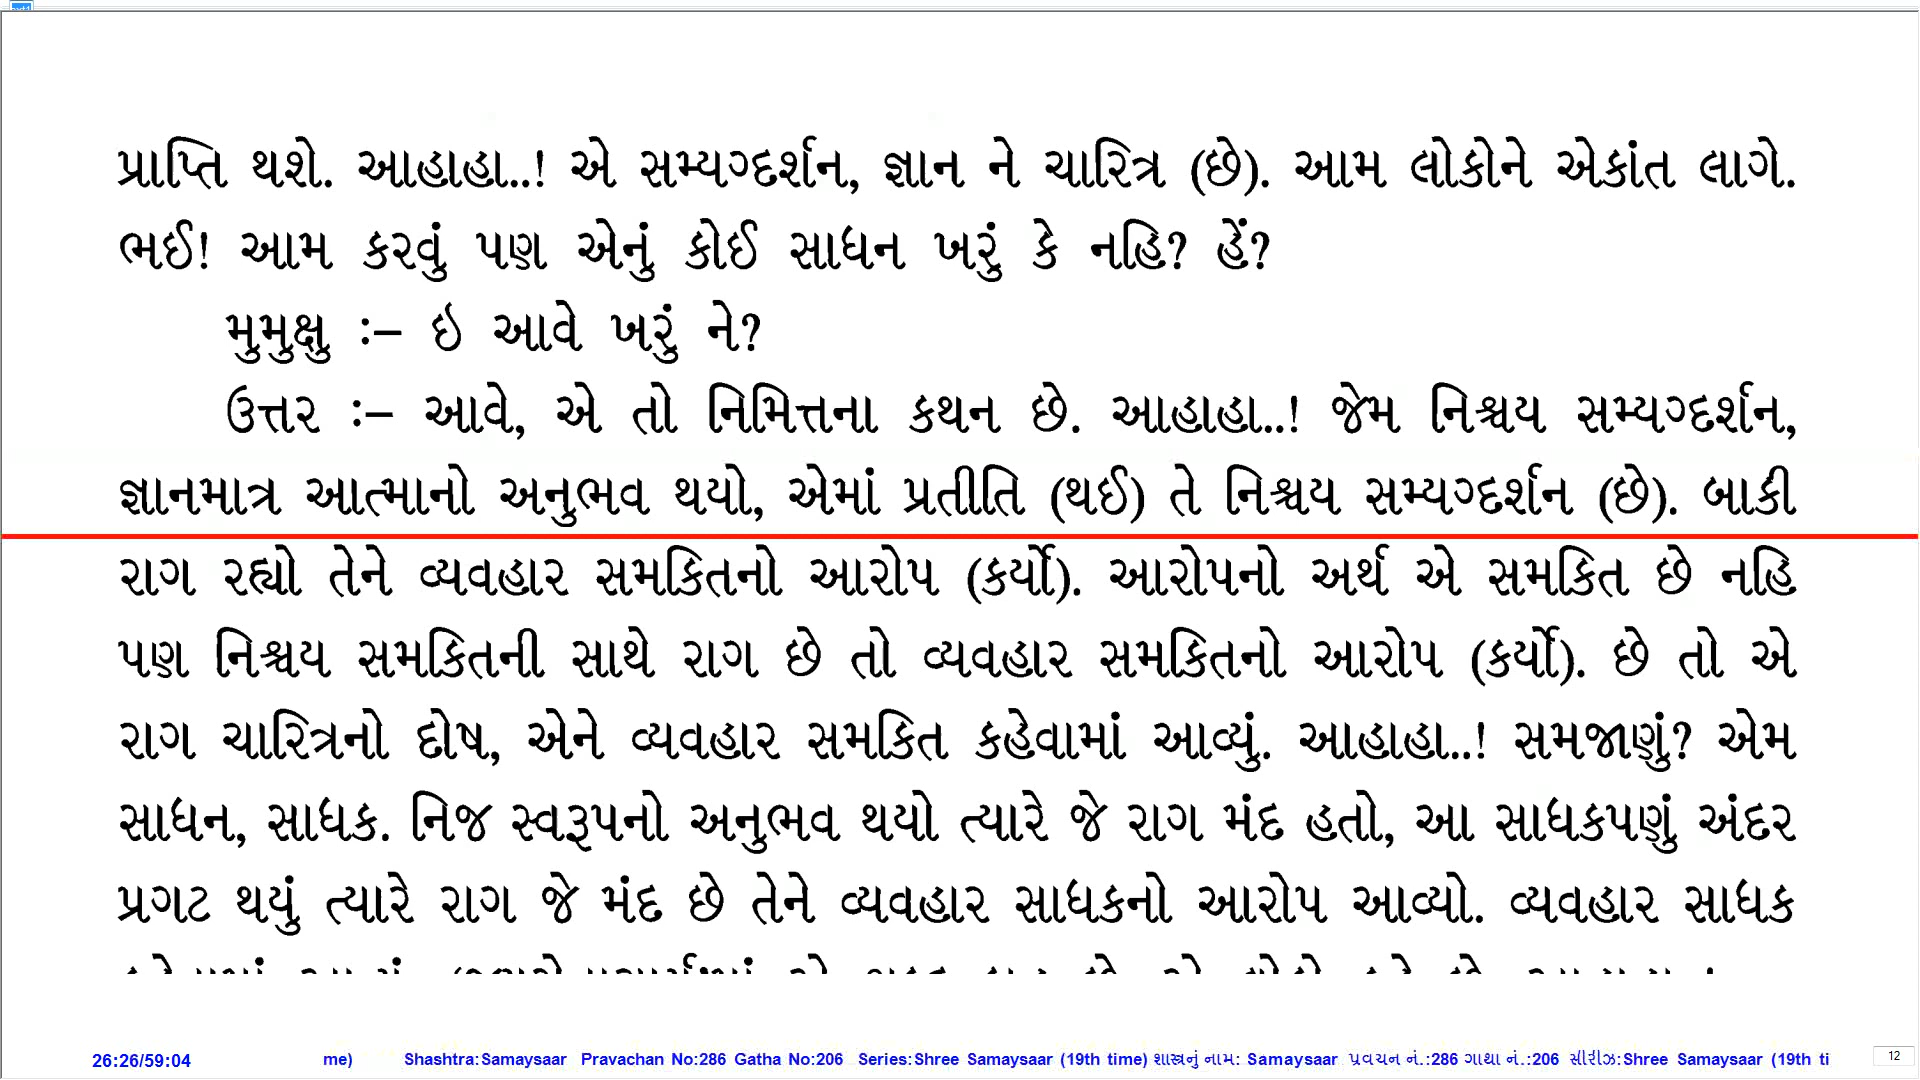 પ્રાપ્તિ થશે. આહાહા..! એ સમ્યગ્દર્શન, જ્ઞાન ને ચારિત્ર (છે). આમ લોકોને એકાંત લાગે.
ભઈ! આમ કરવું પણ એનું કોઈ સાધન ખરું કે નહિ? હેં?
મુમુક્ષુ :– ઇ આવે ખરું ને?
ઉત્તર :– આવે, એ તો નિમિત્તના કથન છે. આહાહા..! જેમ નિશ્ચય સમ્યગ્દર્શન,
જ્ઞાનમાત્ર આત્માનો અનુભવ થયો, એમાં પ્રતીતિ (થઈ) તે નિશ્ચય સમ્યગ્દર્શન (છે). બાકી
રાગ રહ્યો તેને વ્યવહાર સમકિતનો આરોપ (કર્યો). આરોપનો અર્થ એ સમકિત છે નહિ
પણ નિશ્ચય સમકિતની સાથે રાગ છે તો વ્યવહાર સમકિતનો આરોપ (કર્યો). છે તો એ
રાગ ચારિત્રનો દોષ, એને વ્યવહાર સમકિત કહેવામાં આવ્યું. આહાહા..! સમજાણું? એમ
સાધન, સાધક. નિજ સ્વરૂપનો અનુભવ થયો ત્યારે જે રાગ મંદ હતો, આ સાધકપણું અંદર
પ્રગટ થયું ત્યારે રાગ જે મંદ છે તેને વ્યવહાર સાધકનો આરોપ આવ્યો. વ્યવહાર સાધક
26:26/59:04 me) Shashtra:Samaysaar Pravachan No:286 Gatha No:206 Series:Shree Samaysaar (19th time) શાસ્ત્રનું નામ: Samaysaar પ્રવચન નં.:286 ગાથા નં.:206 સીરીઝ:Shree Samaysaar (19th ti 12